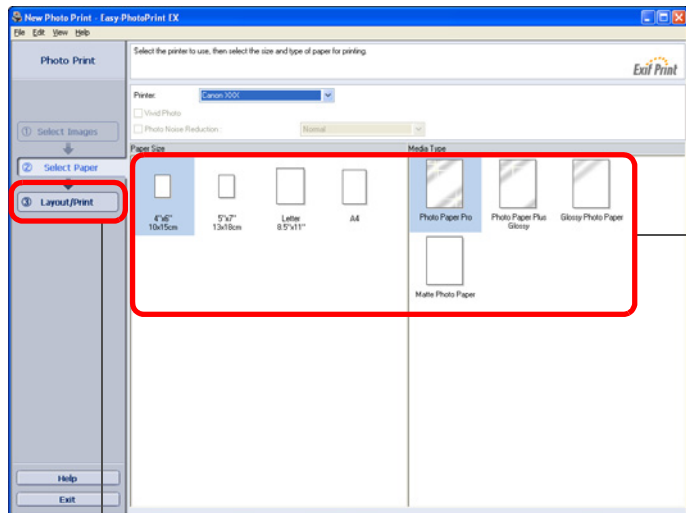 New Photo Print - Easy-PhotoPrint EX
File Edit View Help
Photo Print
Select the printer to use, then select the size and type of paper for printing.
Exif Print
Printer:
Canon XXX
Vivid Photo
Photo Noise Reduction:
Normal
① Select Images
② Select Paper
③ Layout/Print
Paper Size
4"x6"
10x15cm
5"x7"
13x18cm
Letter
8.5"x11"
A4
Media Type
Photo Paper Pro
Photo Paper Plus
Glossy
Glossy Photo Paper
Matte Photo Paper
Help
Exit